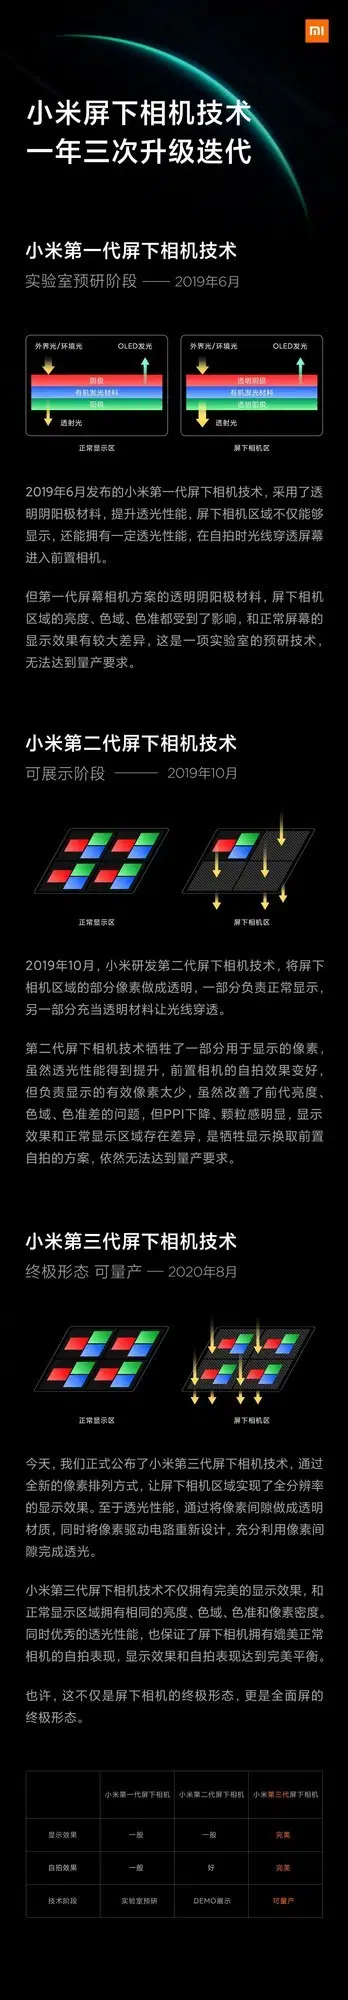 MI
小米屏下相机技术
一年三次升级迭代
小米第一代屏下相机技术
实验室预研阶段 —— 2019年6月
外界光/环境光 OLED发光
阴极
有机发光材料
阳极
透射光
正常显示区
外界光/环境光 OLED发光
透明阴极
有机发光材料
透明阳极
透射光
屏下相机区
2019年6月发布的小米第一代屏下相机技术，采用了透
明阴阳极材料，提升透光性能，屏下相机区域不仅能够
显示，还能拥有一定透光性能，在自拍时光线穿透屏幕
进入前置相机。
但第一代屏幕相机方案的透明阴阳极材料，屏下相机
区域的亮度、色域、色准都受到了影响，和正常屏幕的
显示效果有较大差异，这是一项实验室的预研技术，
无法达到量产要求。
小米第二代屏下相机技术
可展示阶段 —— 2019年10月
正常显示区
屏下相机区
2019年10月，小米研发第二代屏下相机技术，将屏下
相机区域的部分像素做成透明，一部分负责正常显示，
另一部分充当透明材料让光线穿透。
第二代屏下相机技术牺牲了一部分用于显示的像素，
虽然透光性能得到提升，前置相机的自拍效果变好，
但负责显示的有效像素太少，虽然改善了前代亮度、
色域、色准差的问题，但PPI下降、颗粒感明显，显示
效果和正常显示区域存在差异，是牺牲显示换取前置
自拍的方案，依然无法达到量产要求。
小米第三代屏下相机技术
终极形态 可量产 — 2020年8月
正常显示区
屏下相机区
今天，我们正式公布了小米第三代屏下相机技术，通过
全新的像素排列方式，让屏下相机区域实现了全分辨率
的显示效果。至于透光性能，通过将像素间隙做成透明
材质，同时将像素驱动电路重新设计，充分利用像素间
隙完成透光。
小米第三代屏下相机技术不仅拥有完美的显示效果，和
正常显示区域拥有相同的亮度、色域、色准和像素密度。
同时优秀的透光性能，也保证了屏下相机拥有媲美正常
相机的自拍表现，显示效果和自拍表现达到完美平衡。
也许，这不仅是屏下相机的终极形态，更是全面屏的
终极形态。
小米第一代屏下相机 小米第二代屏下相机 小米第三代屏下相机
显示效果 一般 一般 完美
自拍效果 一般 好 完美
技术阶段 实验室预研 DEMO展示 可量产